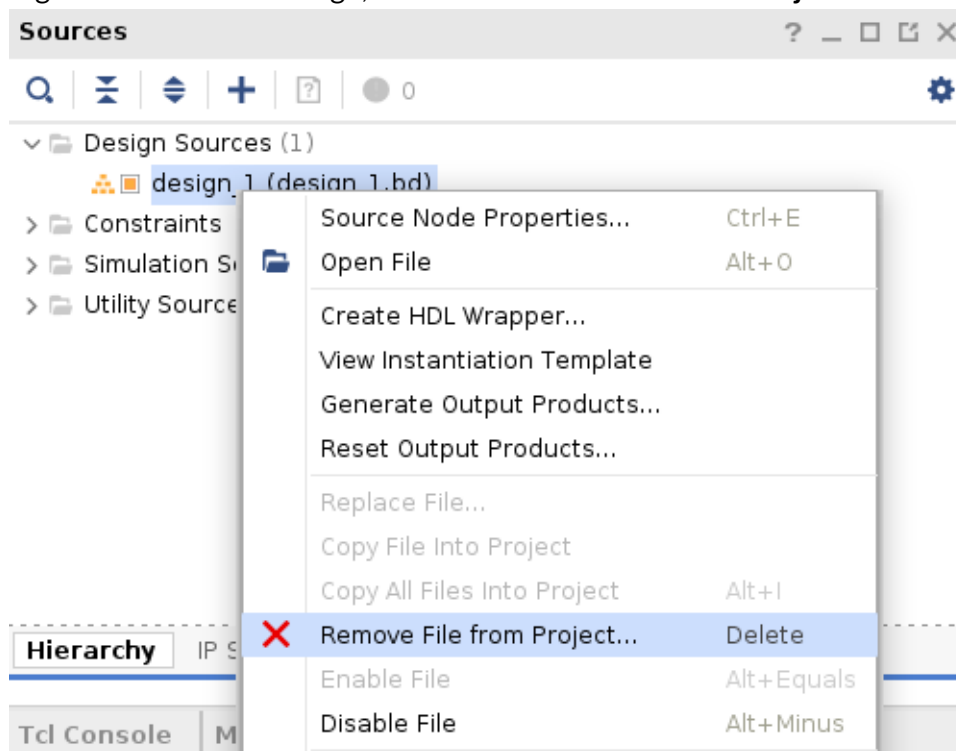 Sources ? _
? 0
Design Sources (1)
design_1 (design_1.bd)
Constraints
Simulation S
Utility Source
Source Node Properties... Ctrl+E
Open File Alt+O
Create HDL Wrapper...
View Instantiation Template
Generate Output Products...
Reset Output Products...
Replace File...
Copy File Into Project
Copy All Files Into Project Alt+I
Remove File from Project... Delete
Enable File Alt+Equals
Disable File Alt+Minus
Hierarchy IP S
Tcl Console M